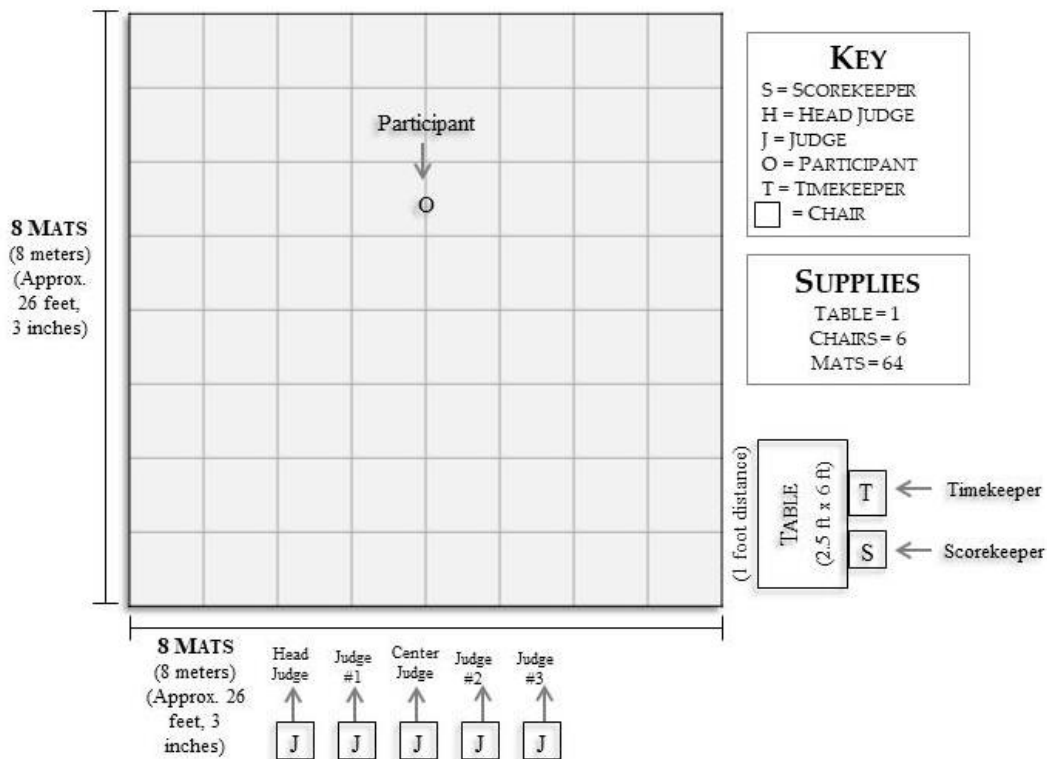 Participant
O
8 MATS
(8 meters)
(Approx.
26 feet,
3 inches)
KEY
S = SCOREKEEPER
H = HEAD JUDGE
J = JUDGE
O = PARTICIPANT
T = TIMEKEEPER
= CHAIR
SUPPLIES
TABLE = 1
CHAIRS = 6
MATS = 64
(1 foot distance)
TABLE
(2.5 ft x 6 ft)
T
Timekeeper
S
Scorekeeper
8 MATS
(8 meters)
(Approx. 26
feet, 3
inches)
Head
Judge
Judge
#1
Center
Judge
Judge
#2
Judge
#3
J
J
J
J
J